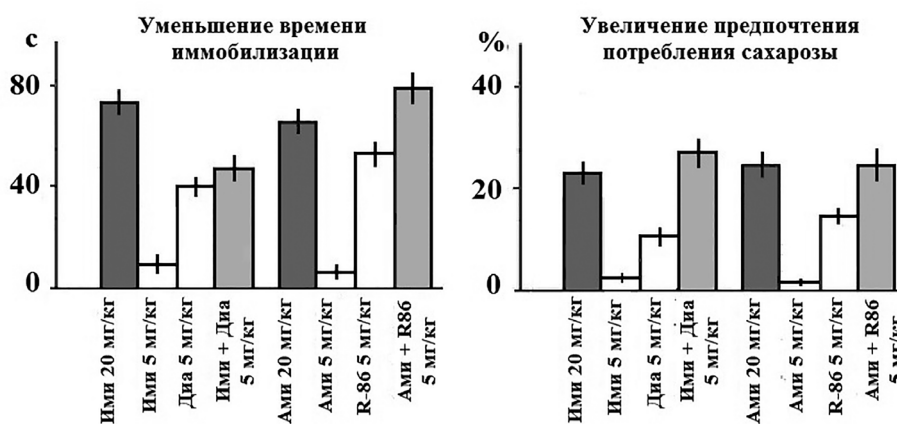 Уменьшение времени
иммобилизации
с
80
40
0
Ими 20 мг/кг
Ими 5 мг/кг
Диа 5 мг/кг
Ими + Диа
5 мг/кг
Ами 20 мг/кг
Ами 5 мг/кг
R-86 5 мг/кг
Ами + R86
5 мг/кг
Увеличение предпочтения
потребления сахарозы
%
40
20
0
Ими 20 мг/кг
Ими 5 мг/кг
Диа 5 мг/кг
Ими + Диа
5 мг/кг
Ами 20 мг/кг
Ами 5 мг/кг
R-86 5 мг/кг
Ами + R86
5 мг/кг